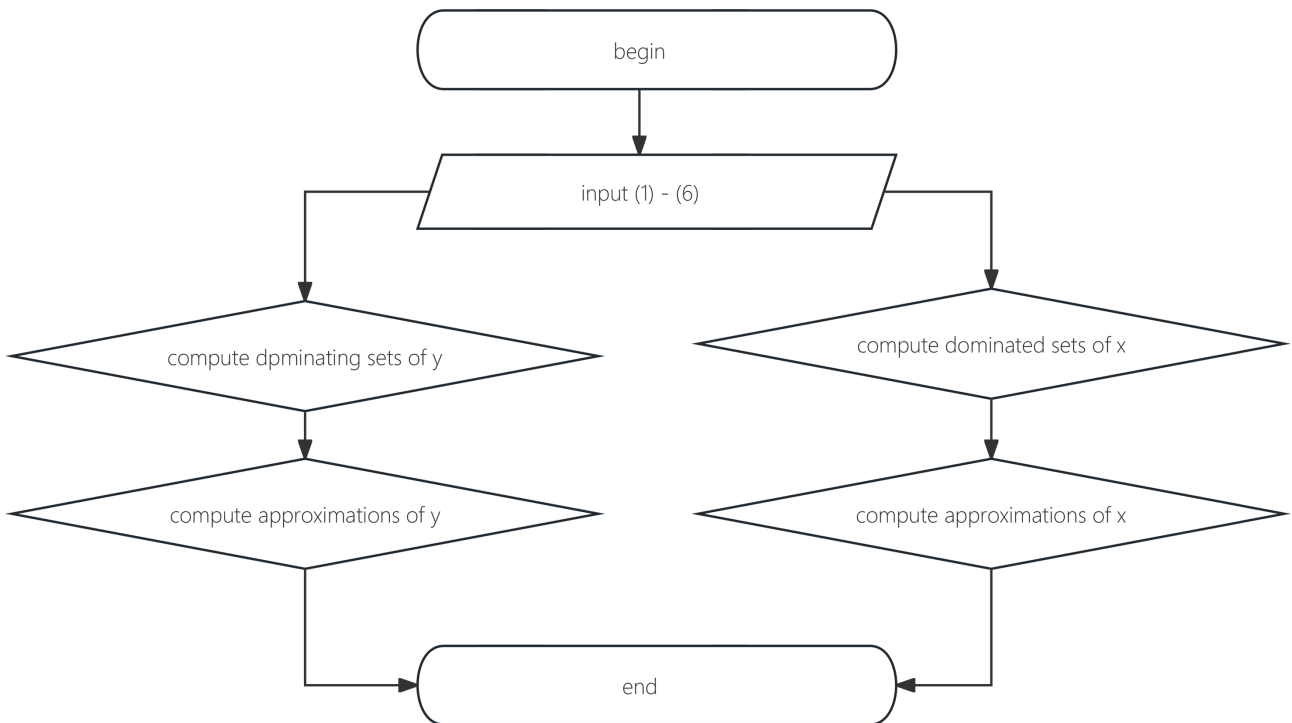 begin
input (1) - (6)
compute dpminating sets of y
compute dominated sets of x
compute approximations of y
compute approximations of x
end